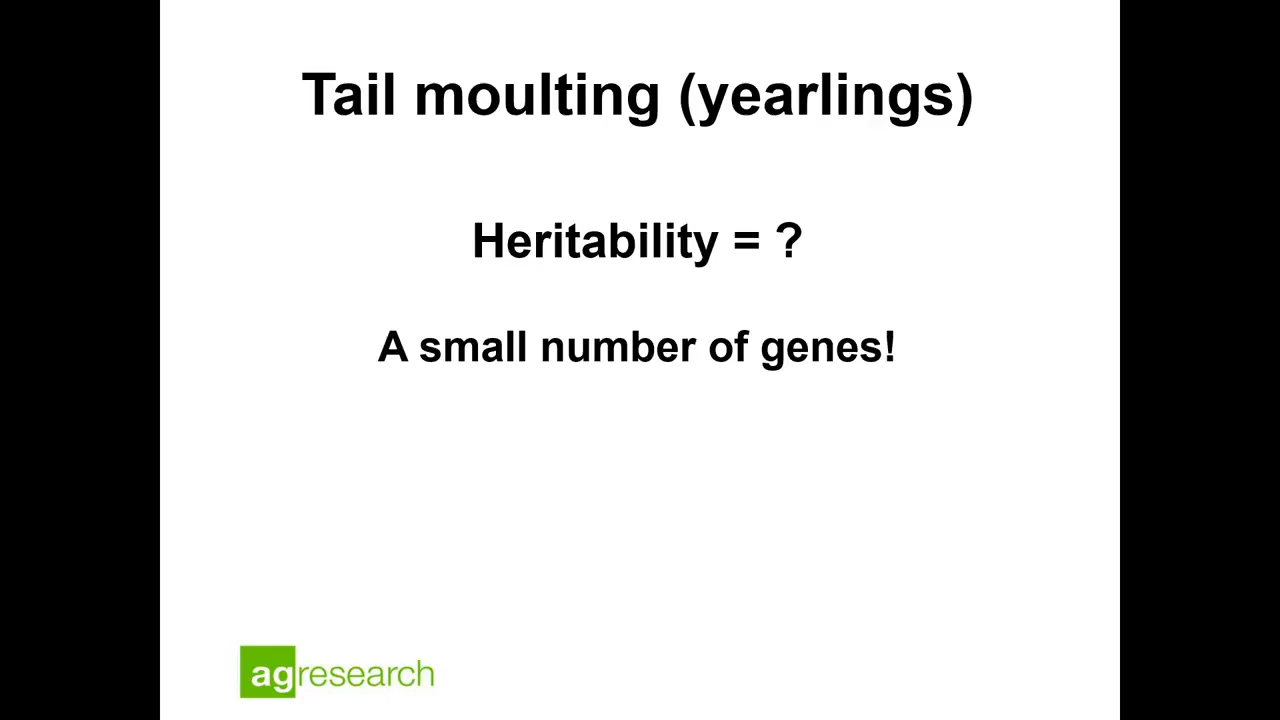 Tail moulting (yearlings)
Heritability = ?
A small number of genes!
agresearch